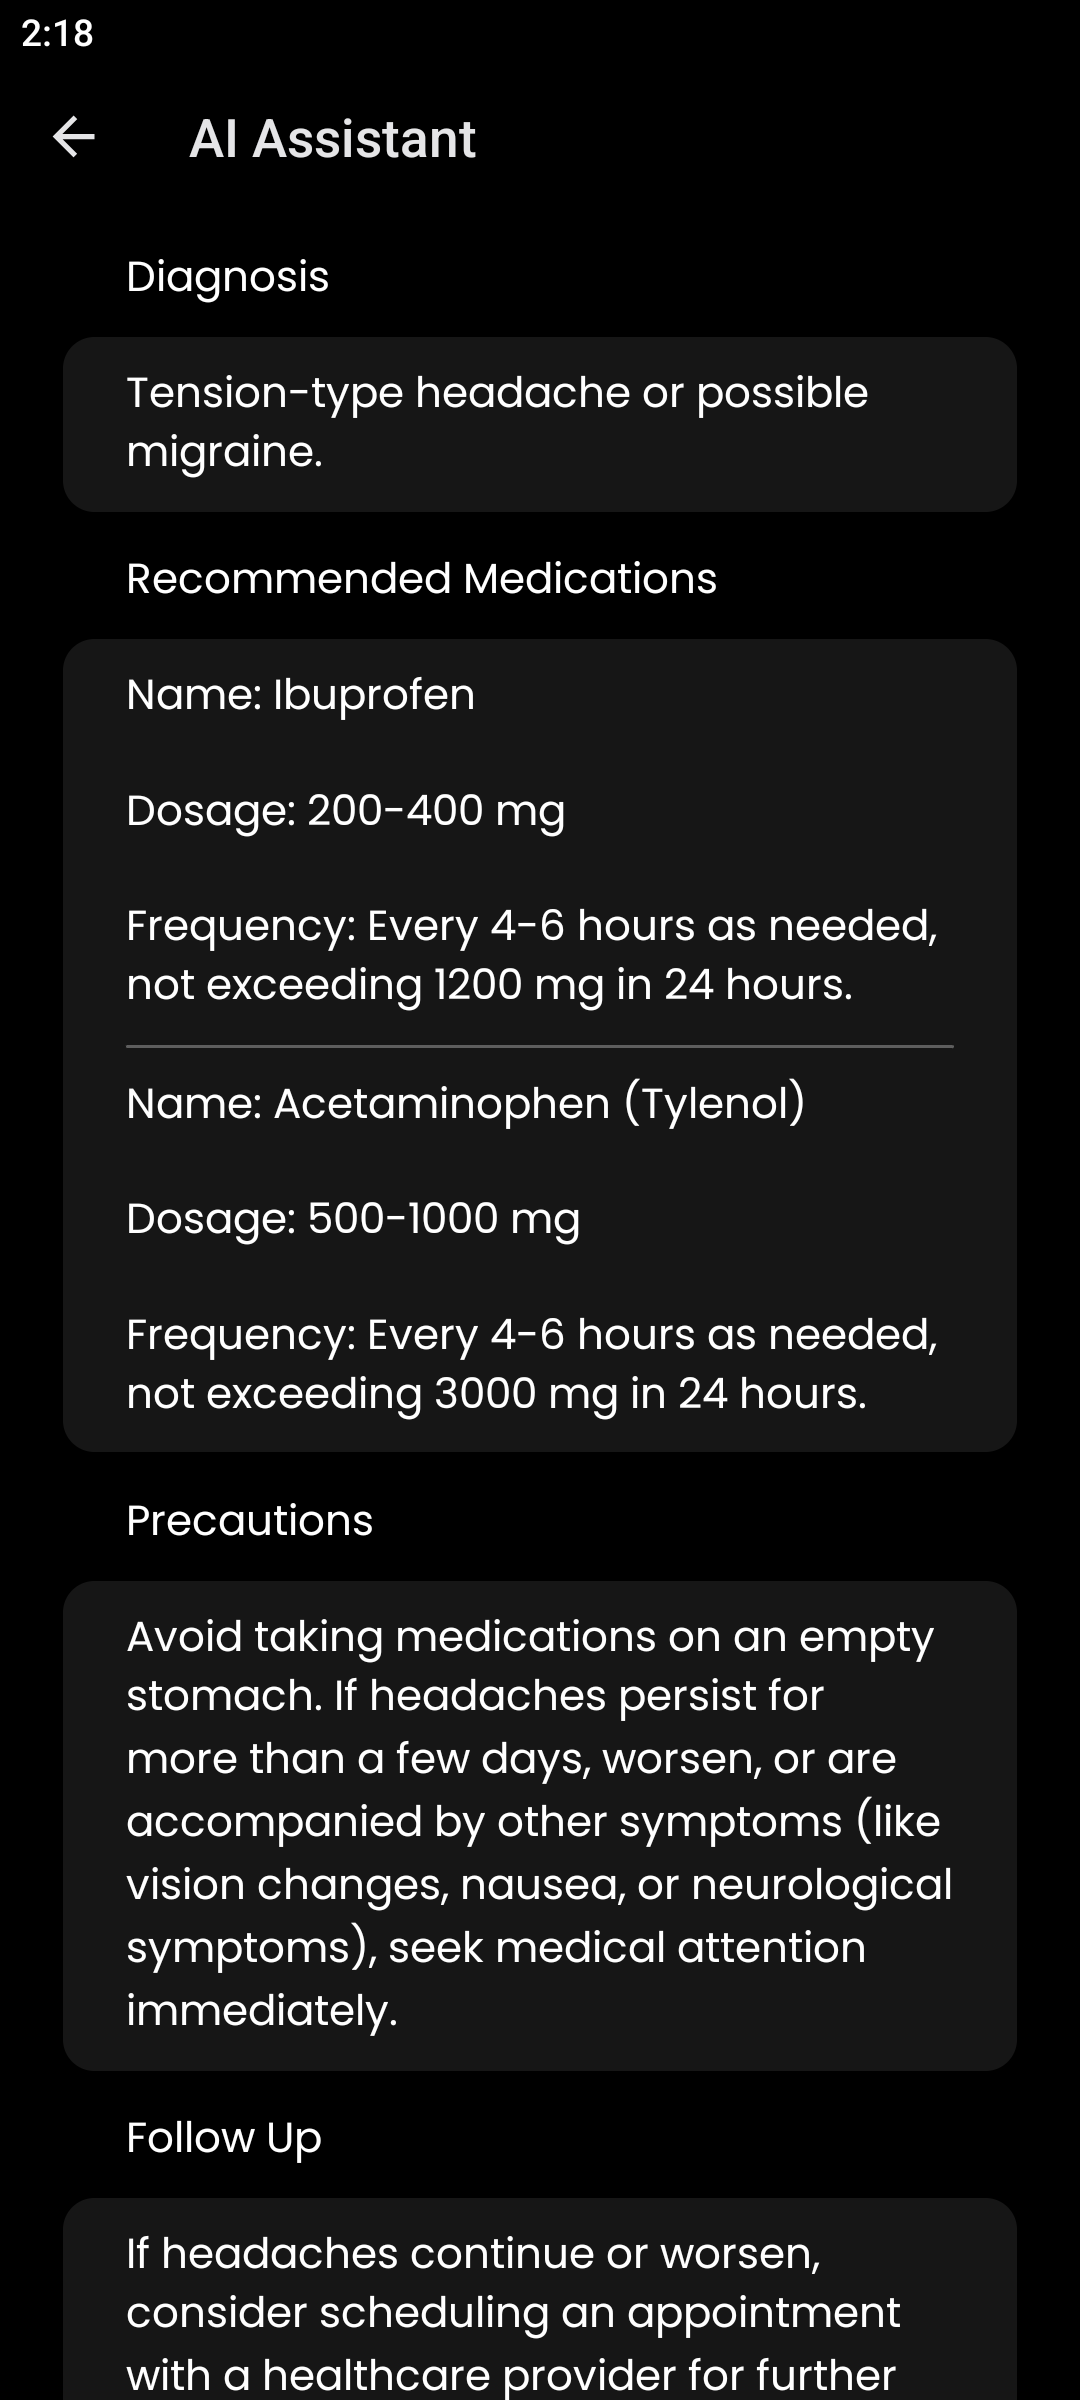 2:18
AI Assistant
Diagnosis
Tension-type headache or possible
migraine.
Recommended Medications
Name: Ibuprofen
Dosage: 200-400 mg
Frequency: Every 4-6 hours as needed,
not exceeding 1200 mg in 24 hours.
Name: Acetaminophen (Tylenol)
Dosage: 500-1000 mg
Frequency: Every 4-6 hours as needed,
not exceeding 3000 mg in 24 hours.
Precautions
Avoid taking medications on an empty
stomach. If headaches persist for
more than a few days, worsen, or are
accompanied by other symptoms (like
vision changes, nausea, or neurological
symptoms), seek medical attention
immediately.
Follow Up
If headaches continue or worsen,
consider scheduling an appointment
with a healthcare provider for further